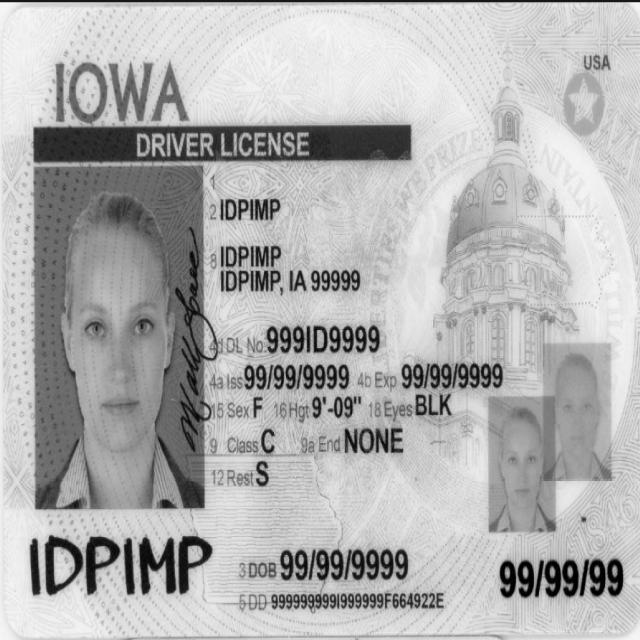 IOWA
USA
DRIVER LICENSE
1
2 IDPIMP
8 IDPIMP
IDPIMP, IA 99999
4d DL No. 999ID9999
4a Iss 99/99/9999 4b Exp 99/99/9999
15 Sex F 16 Hgt 9'-09" 18 Eyes BLK
9 Class C 9a End NONE
12 Rest S
IDPIMP
3 DOB 99/99/9999
99/99/99
5 DD 999999999I999999F664922E